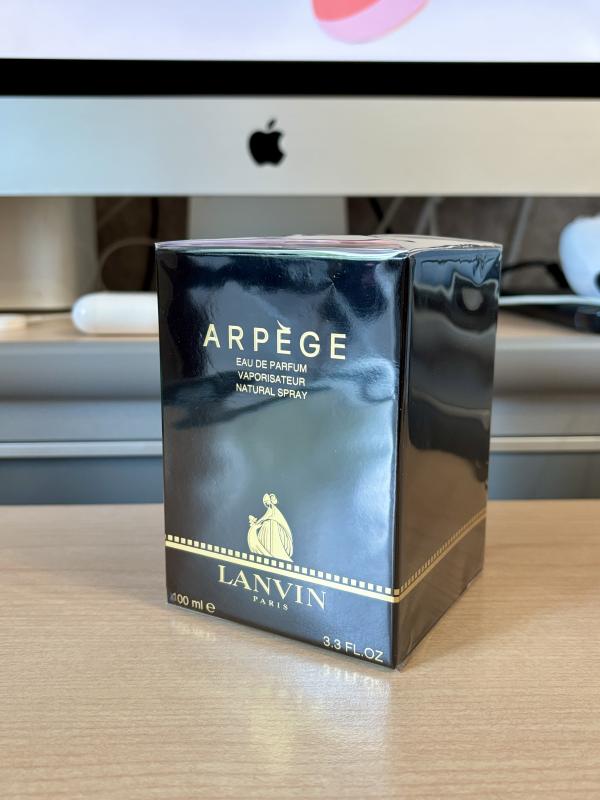 ARPÈGE
EAU DE PARFUM
VAPORISATEUR
NATURAL SPRAY
LANVIN
PARIS
100 ml e
3.3 FL.OZ